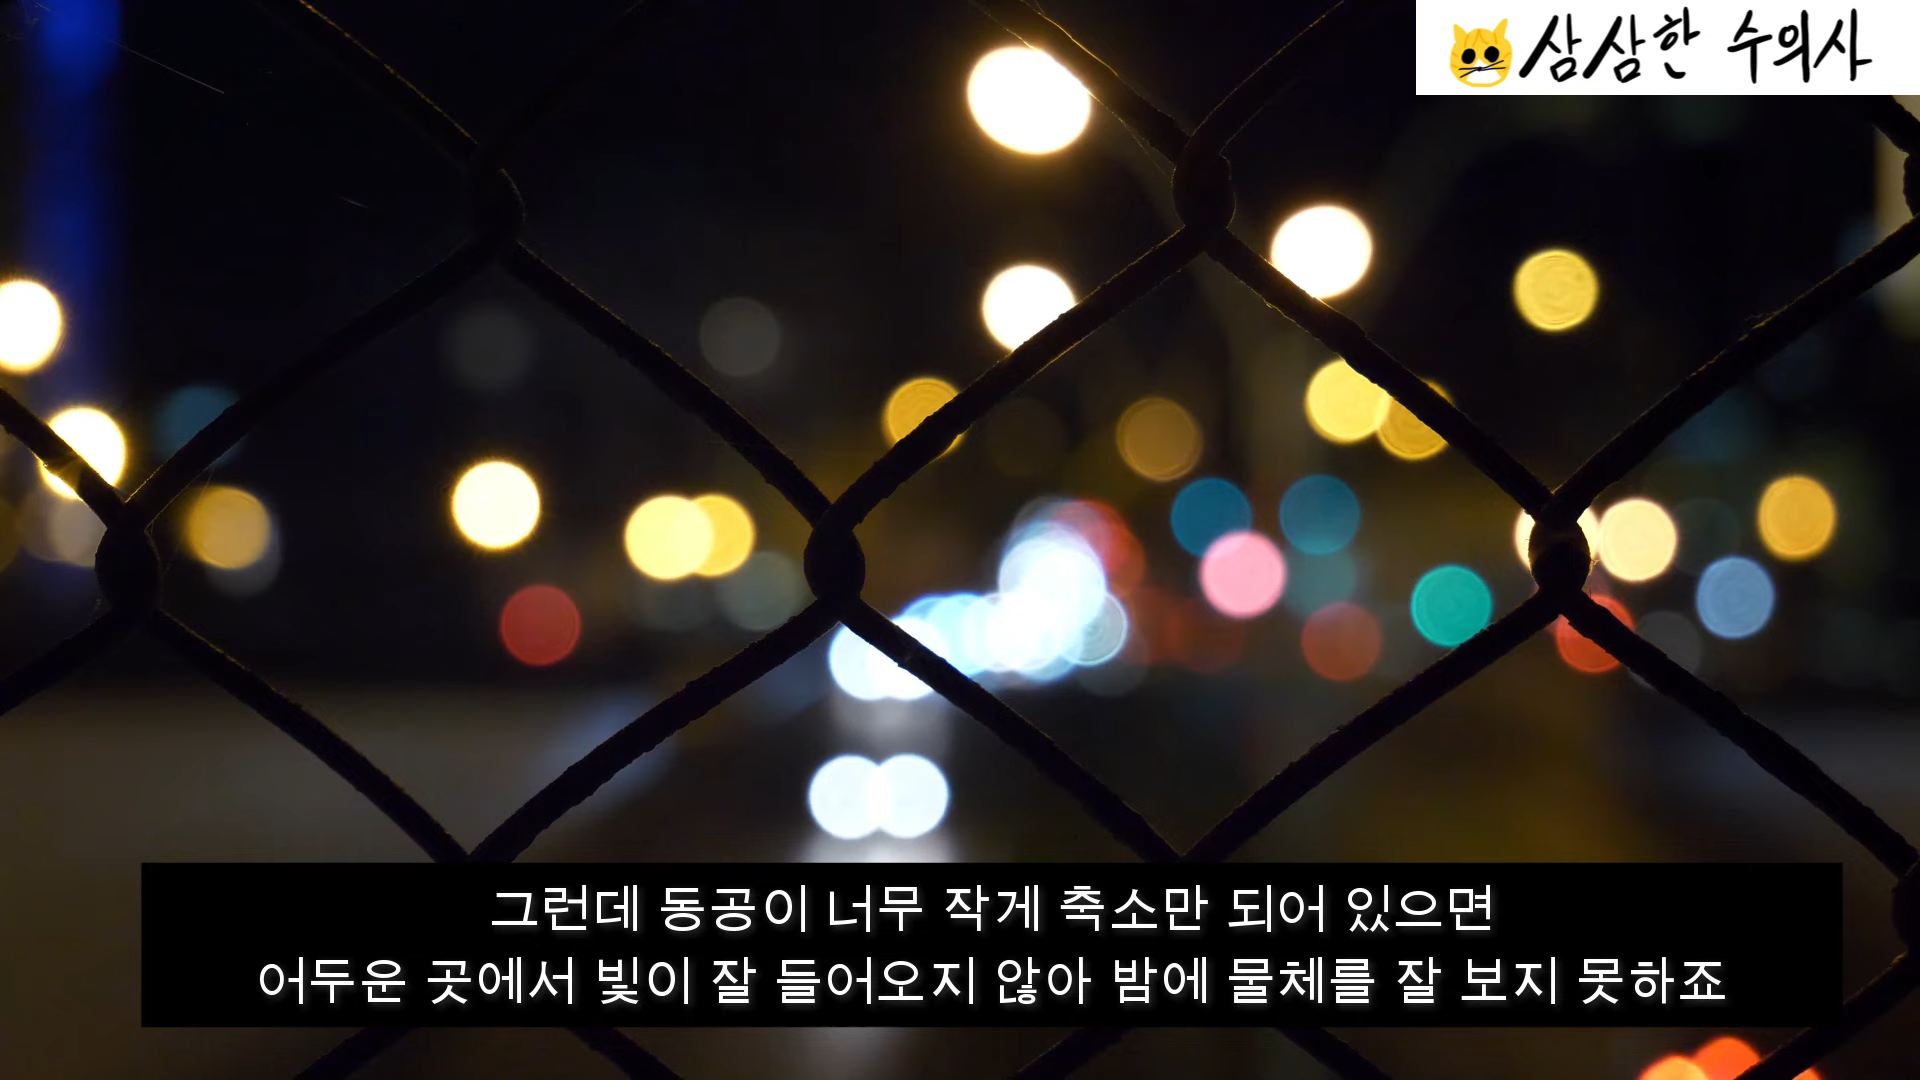 삼삼한 수의사
그런데 동공이 너무 작게 축소만 되어 있으면
어두운 곳에서 빛이 잘 들어오지 않아 밤에 물체를 잘 보지 못하죠